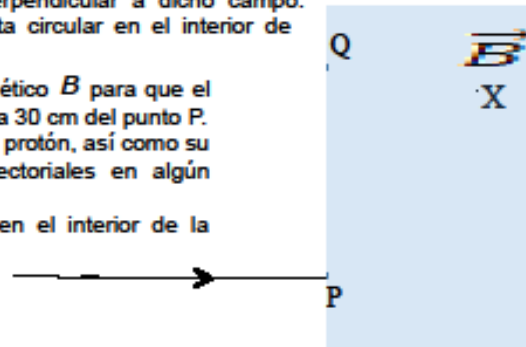 erpendicular a dicho campo.
ta circular en el interior de
ético B para que el
a 30 cm del punto P.
protón, así como su
ectoriales en algún
en el interior de la
Q
B
X
P